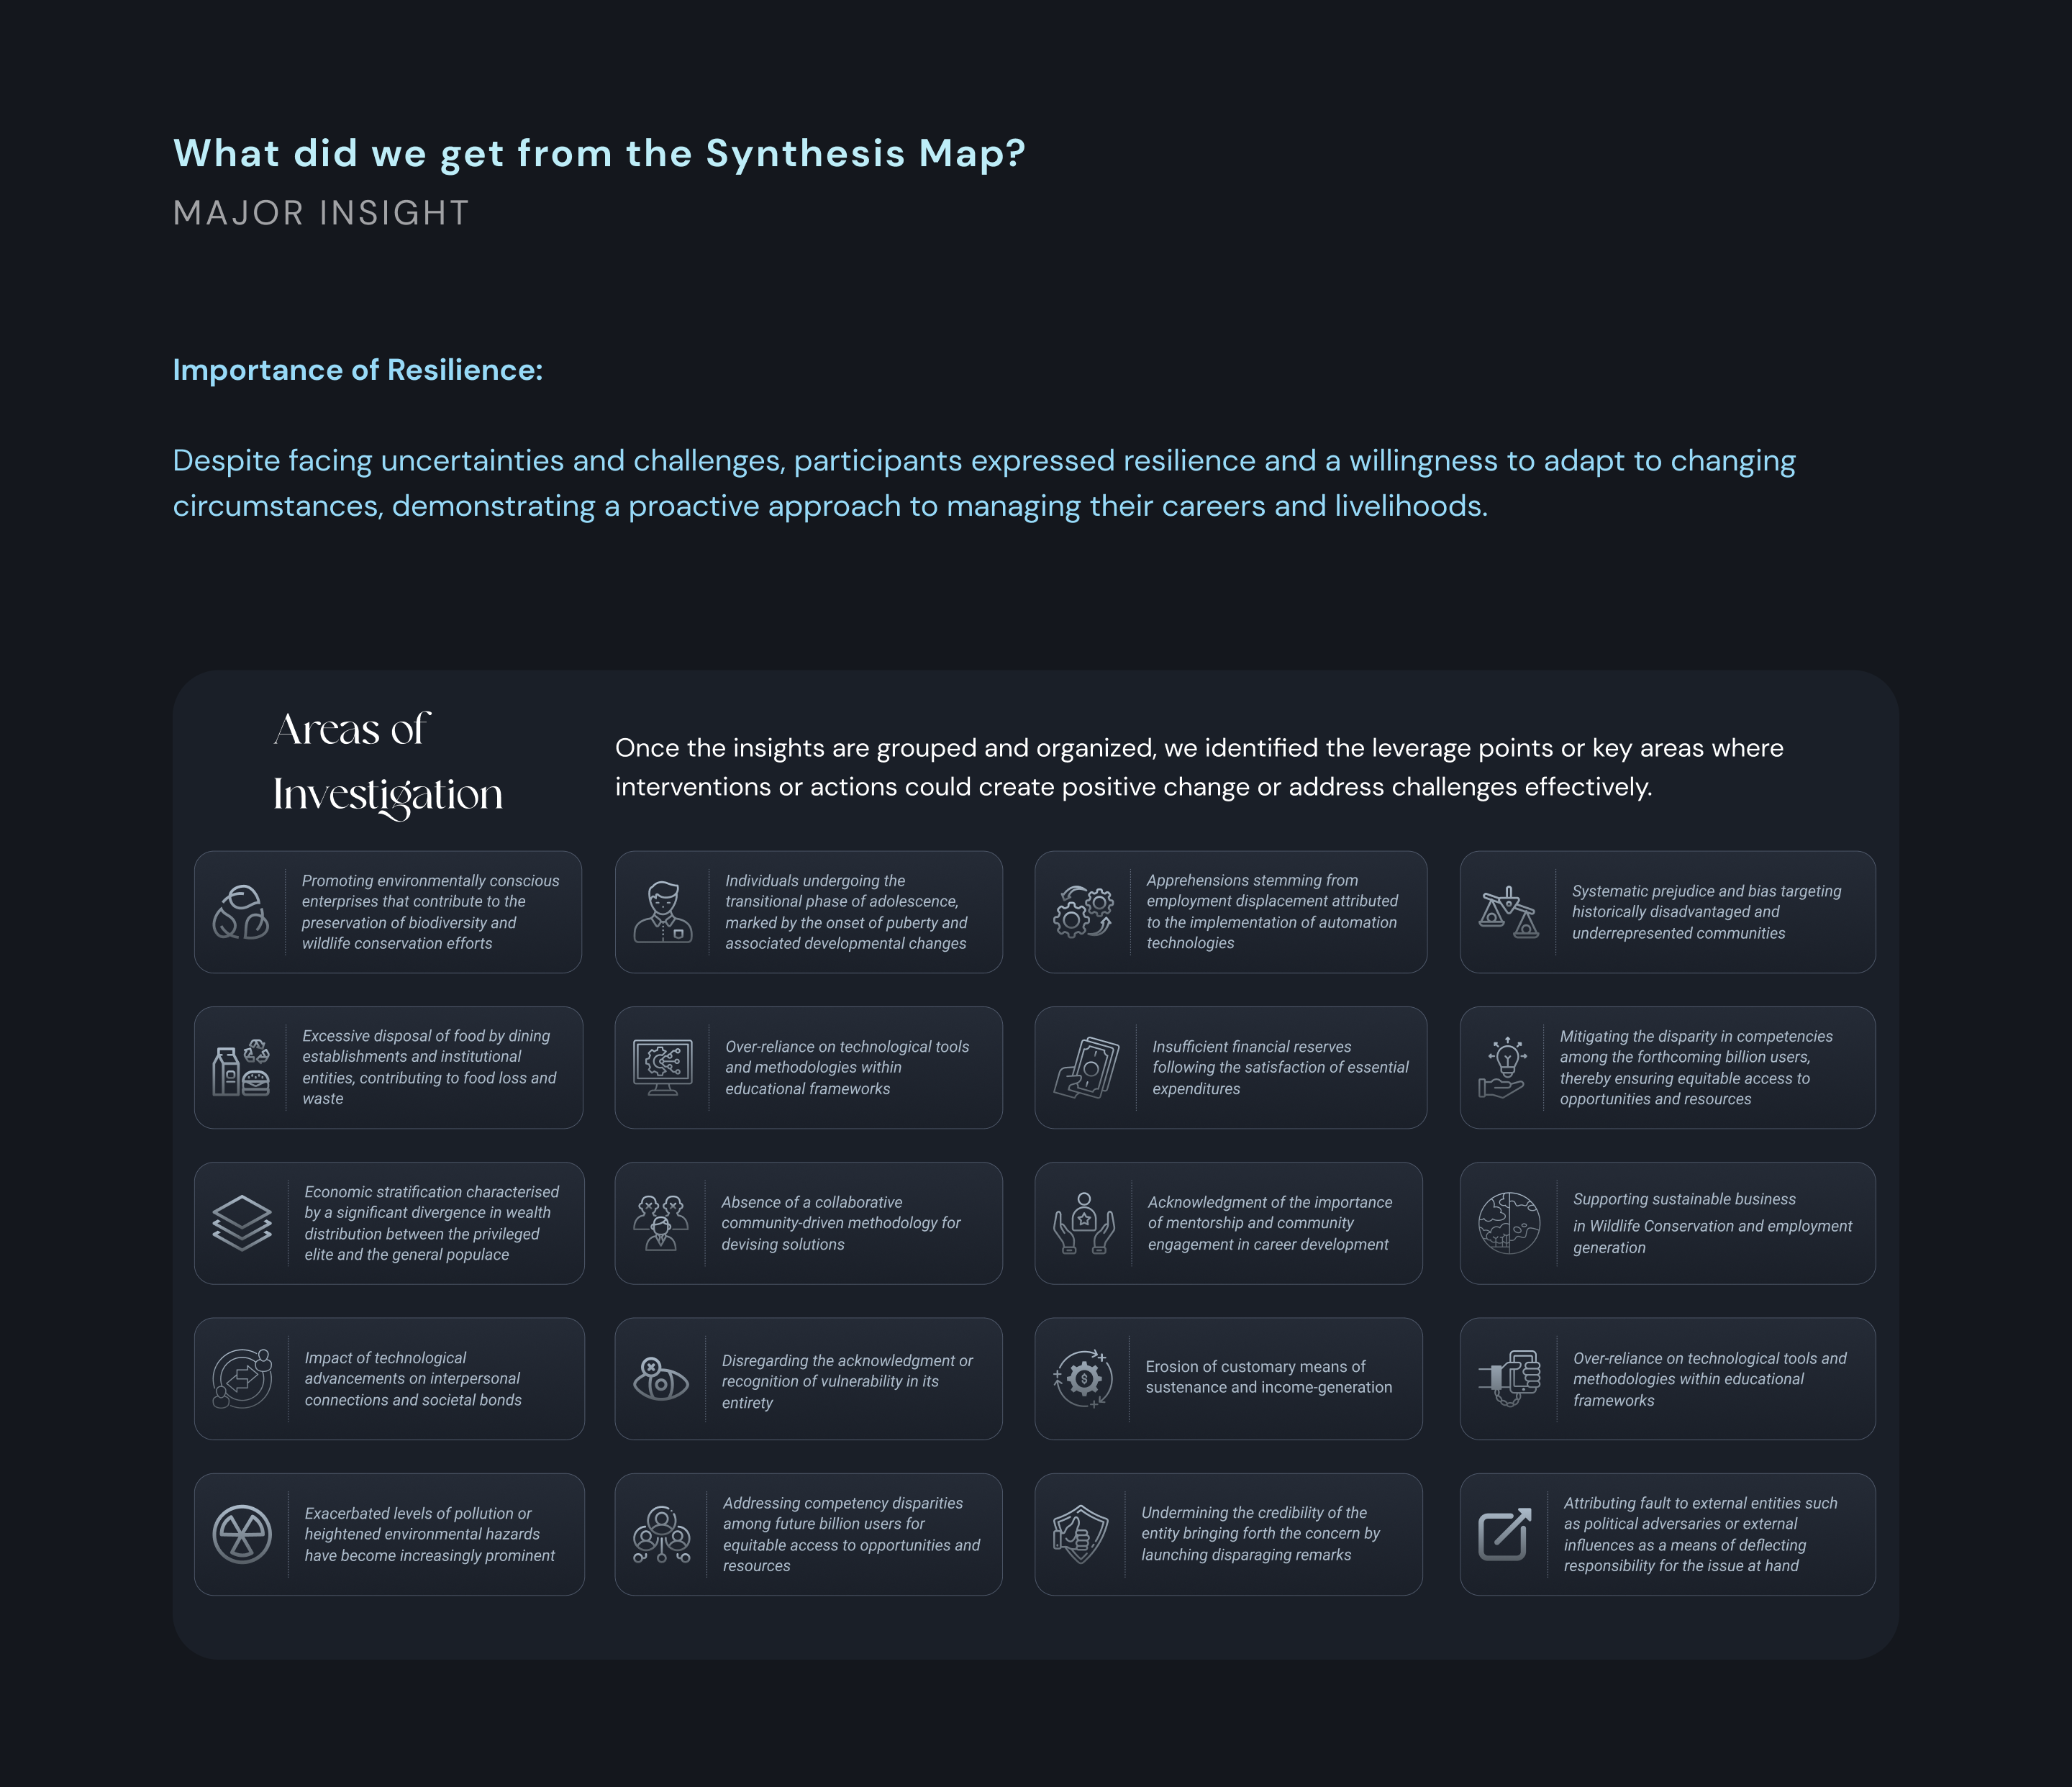 What did we get from the Synthesis Map?
MAJOR INSIGHT
Importance of Resilience:
Despite facing uncertainties and challenges, participants expressed resilience and a willingness to adapt to changing
circumstances, demonstrating a proactive approach to managing their careers and livelihoods.
Areas of
Investigation
Once the insights are grouped and organized, we identified the leverage points or key areas where
interventions or actions could create positive change or address challenges effectively.
Promoting environmentally conscious
enterprises that contribute to the
preservation of biodiversity and
wildlife conservation efforts
Individuals undergoing the
transitional phase of adolescence,
marked by the onset of puberty and
associated developmental changes
Apprehensions stemming from
employment displacement attributed
to the implementation of automation
technologies
Systematic prejudice and bias targeting
historically disadvantaged and
underrepresented communities
Excessive disposal of food by dining
establishments and institutional
entities, contributing to food loss and
waste
Over-reliance on technological tools
and methodologies within
educational frameworks
Insufficient financial reserves
following the satisfaction of essential
expenditures
Mitigating the disparity in competencies
among the forthcoming billion users,
thereby ensuring equitable access to
opportunities and resources
Economic stratification characterised
by a significant divergence in wealth
distribution between the privileged
elite and the general populace
Absence of a collaborative
community-driven methodology for
devising solutions
Acknowledgment of the importance
of mentorship and community
engagement in career development
Supporting sustainable business
in Wildlife Conservation and employment
generation
Impact of technological
advancements on interpersonal
connections and societal bonds
Disregarding the acknowledgment or
recognition of vulnerability in its
entirety
Erosion of customary means of
sustenance and income-generation
Over-reliance on technological tools and
methodologies within educational
frameworks
Exacerbated levels of pollution or
heightened environmental hazards
have become increasingly prominent
Addressing competency disparities
among future billion users for
equitable access to opportunities and
resources
Undermining the credibility of the
entity bringing forth the concern by
launching disparaging remarks
Attributing fault to external entities such
as political adversaries or external
influences as a means of deflecting
responsibility for the issue at hand